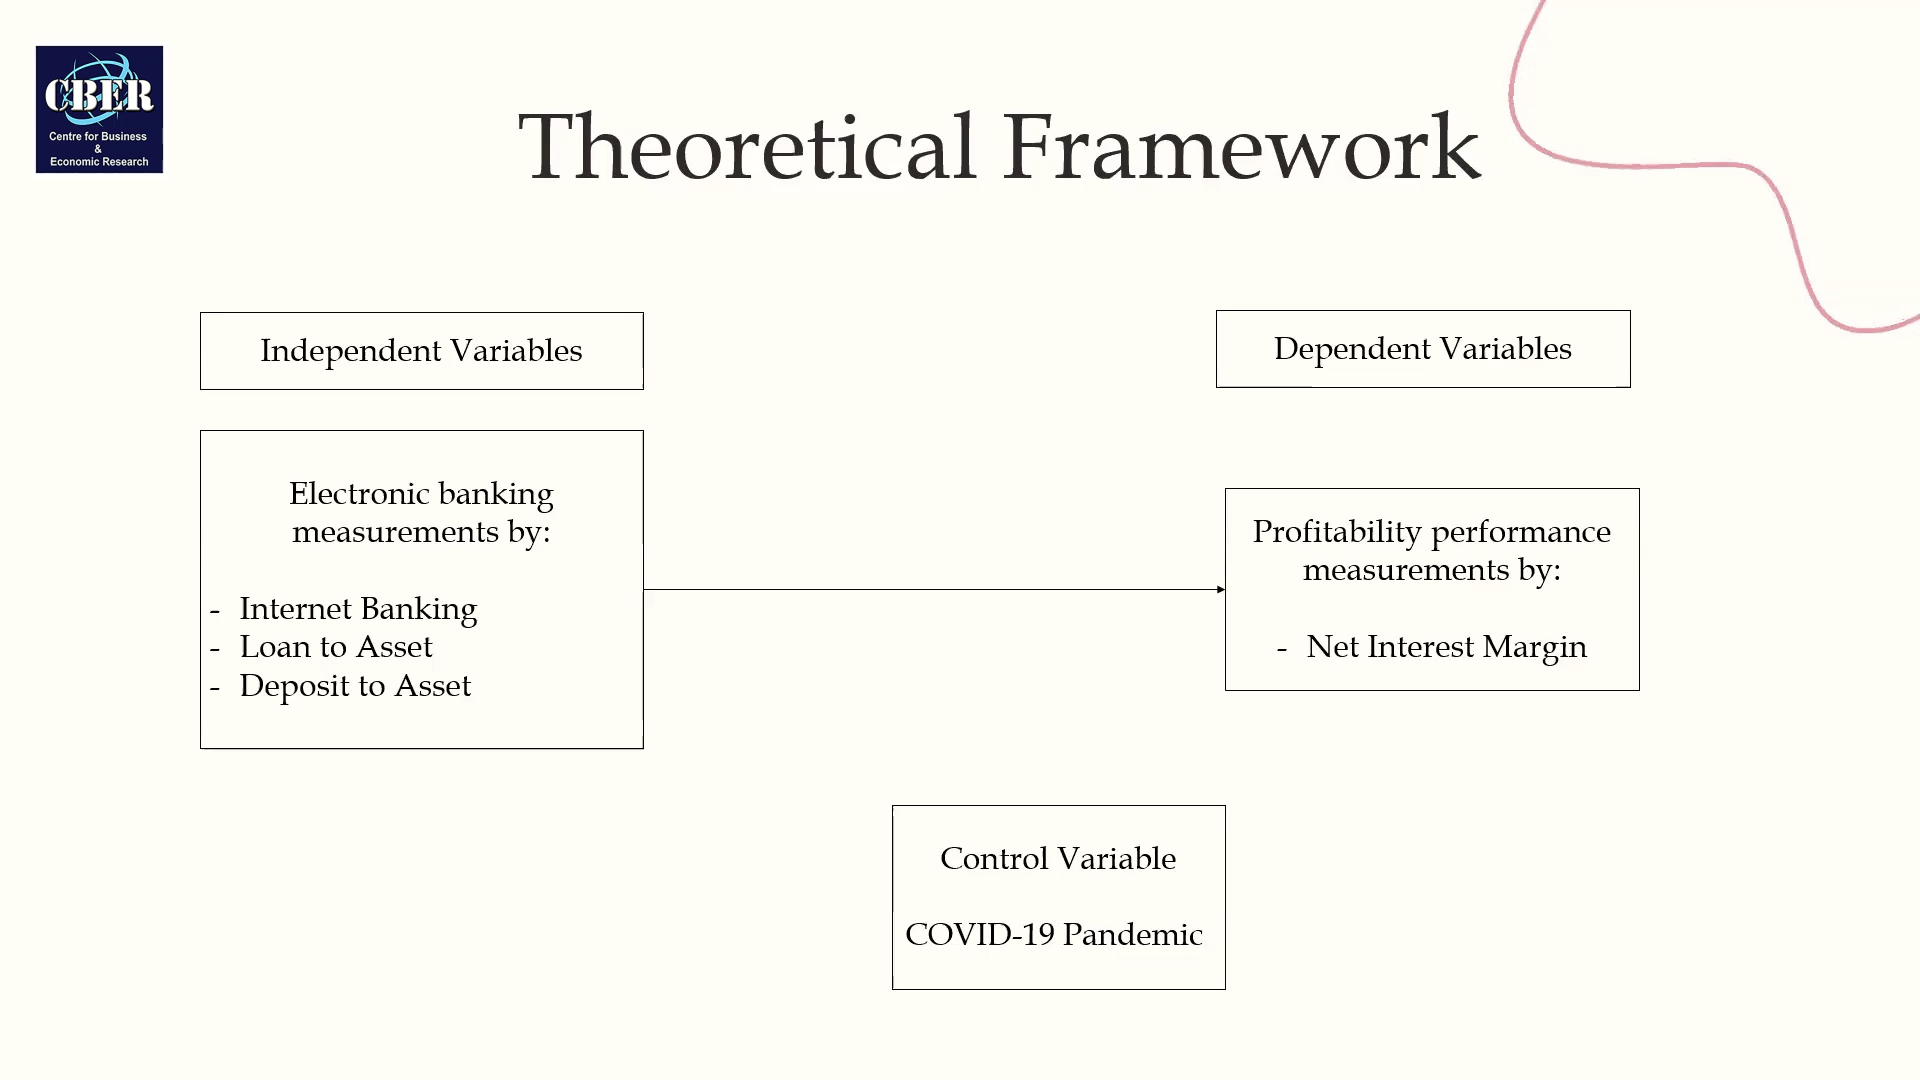 CBER
Centre for Business
&
Economic Research
Theoretical Framework
Independent Variables
Dependent Variables
Electronic banking
measurements by:
- Internet Banking
- Loan to Asset
- Deposit to Asset
Profitability performance
measurements by:
- Net Interest Margin
Control Variable
COVID-19 Pandemic